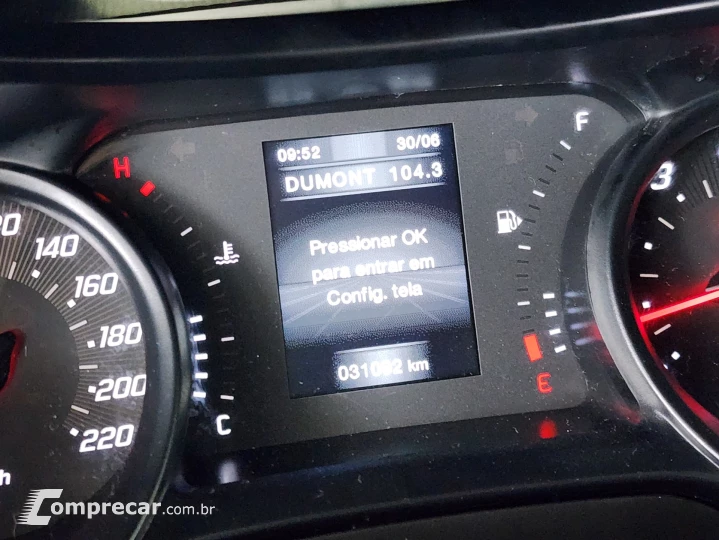 09:52 30/06
DUMONT 104.3
Pressionar OK
para entrar em
Config. tela
031092 km
H
C
F
E
140
160
180
200
220
3
Comprecar.com.br